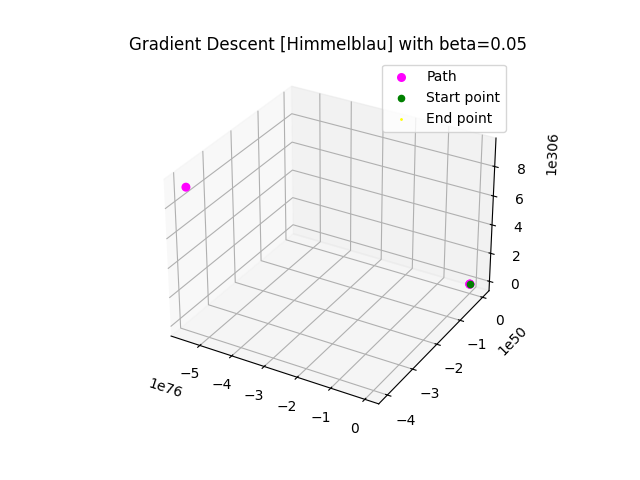 Gradient Descent [Himmelblau] with beta=0.05
Path
Start point
End point
1e306
8
6
4
2
0
0
−1
−2
−3
−4
1e50
−5
−4
−3
−2
−1
0
1e76